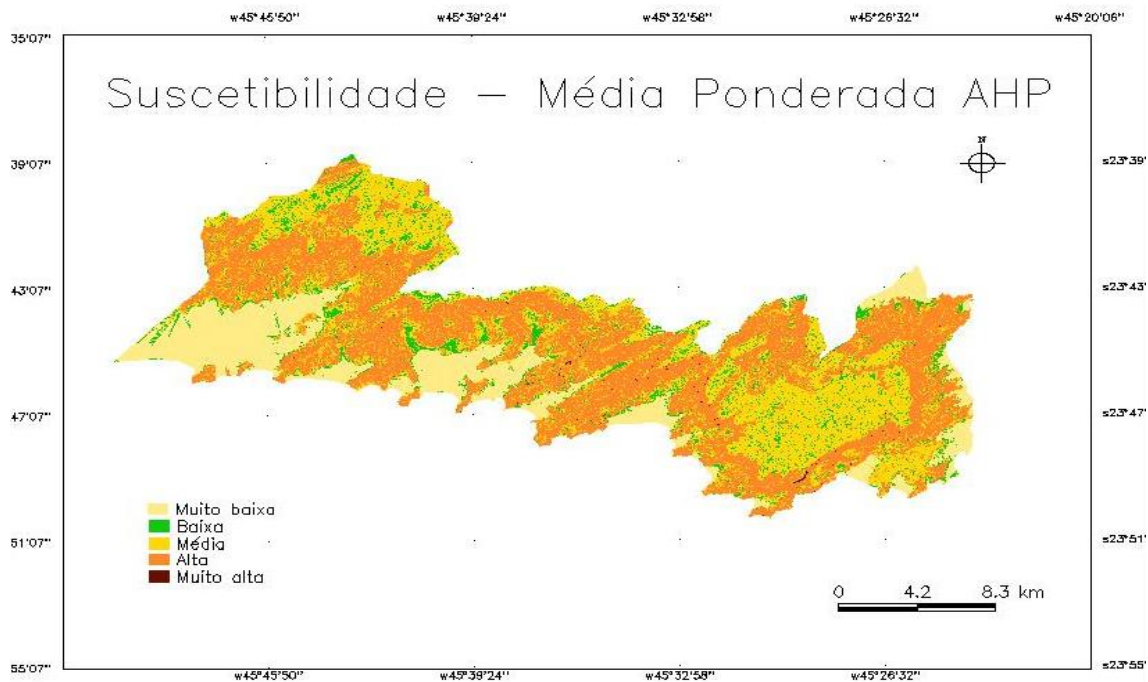 w45°45'50" w45°39'24" w45°32'58" w45°26'32" w45°20'06"
35'07"
Suscetibilidade – Média Ponderada AHP
N
39'07" s23°39'
43'07" s23°43'
47'07" s23°47'
Muito baixa
Baixa
Média
Alta
Muito alta
51'07" s23°51'
0 4.2 8.3 km
55'07" s23°55'
w45°45'50" w45°39'24" w45°32'58" w45°26'32"